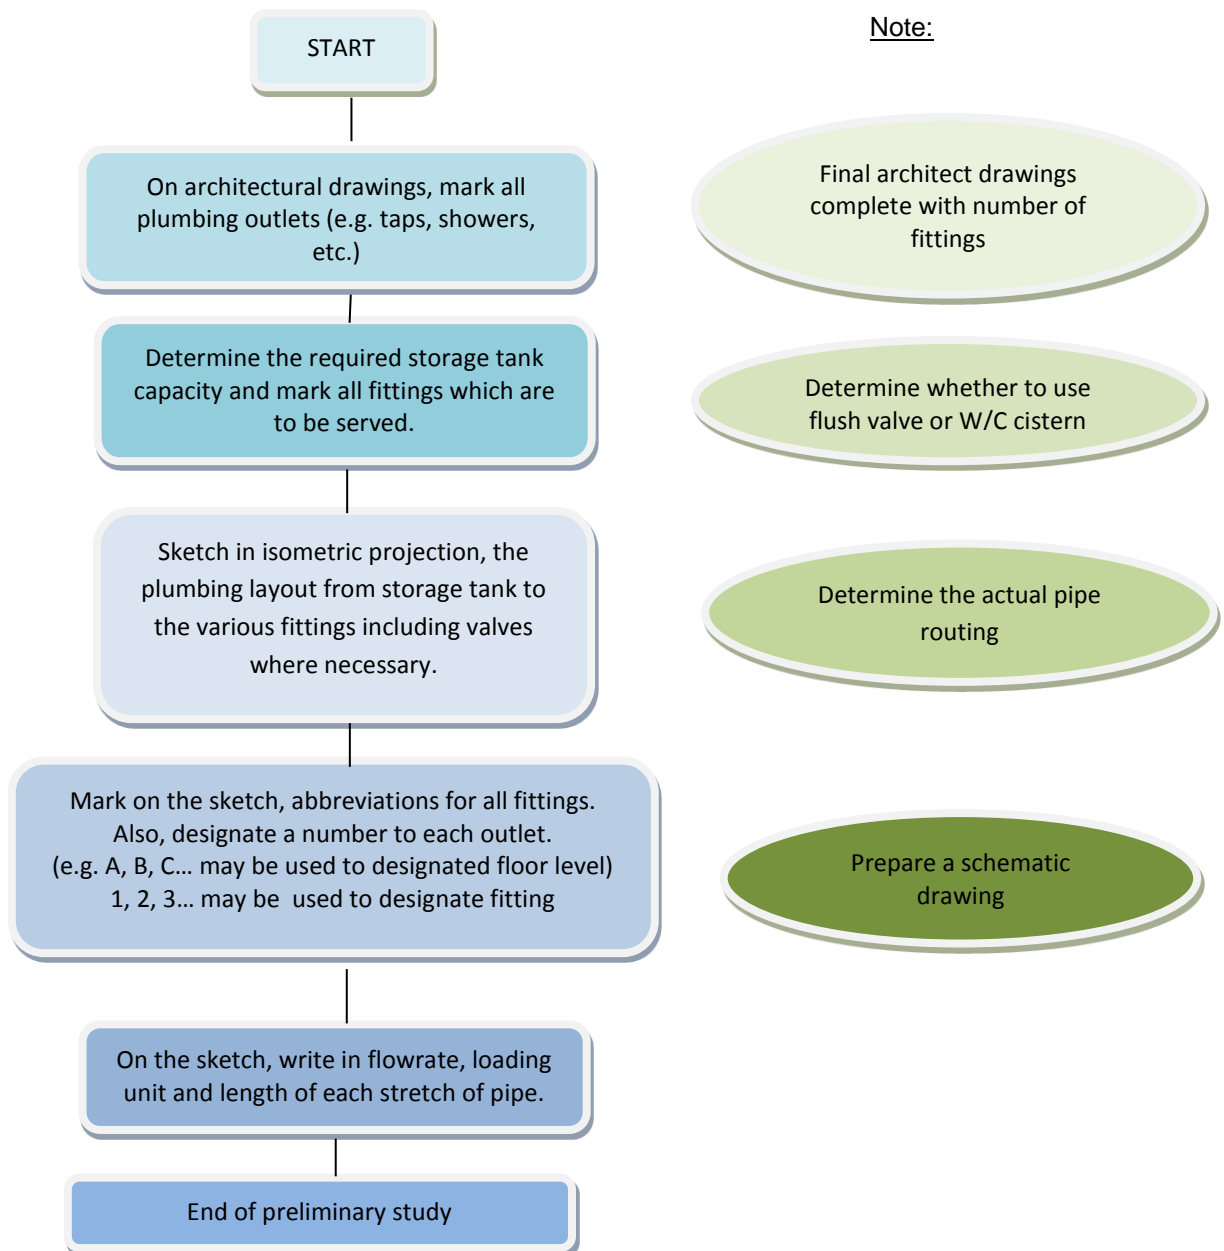 START
Note:
On architectural drawings, mark all
plumbing outlets (e.g. taps, showers,
etc.)
Final architect drawings
complete with number of
fittings
Determine the required storage tank
capacity and mark all fittings which are
to be served.
Determine whether to use
flush valve or W/C cistern
Sketch in isometric projection, the
plumbing layout from storage tank to
the various fittings including valves
where necessary.
Determine the actual pipe
routing
Mark on the sketch, abbreviations for all fittings.
Also, designate a number to each outlet.
(e.g. A, B, C… may be used to designated floor level)
1, 2, 3… may be  used to designate fitting
Prepare a schematic
drawing
On the sketch, write in flowrate, loading
unit and length of each stretch of pipe.
End of preliminary study